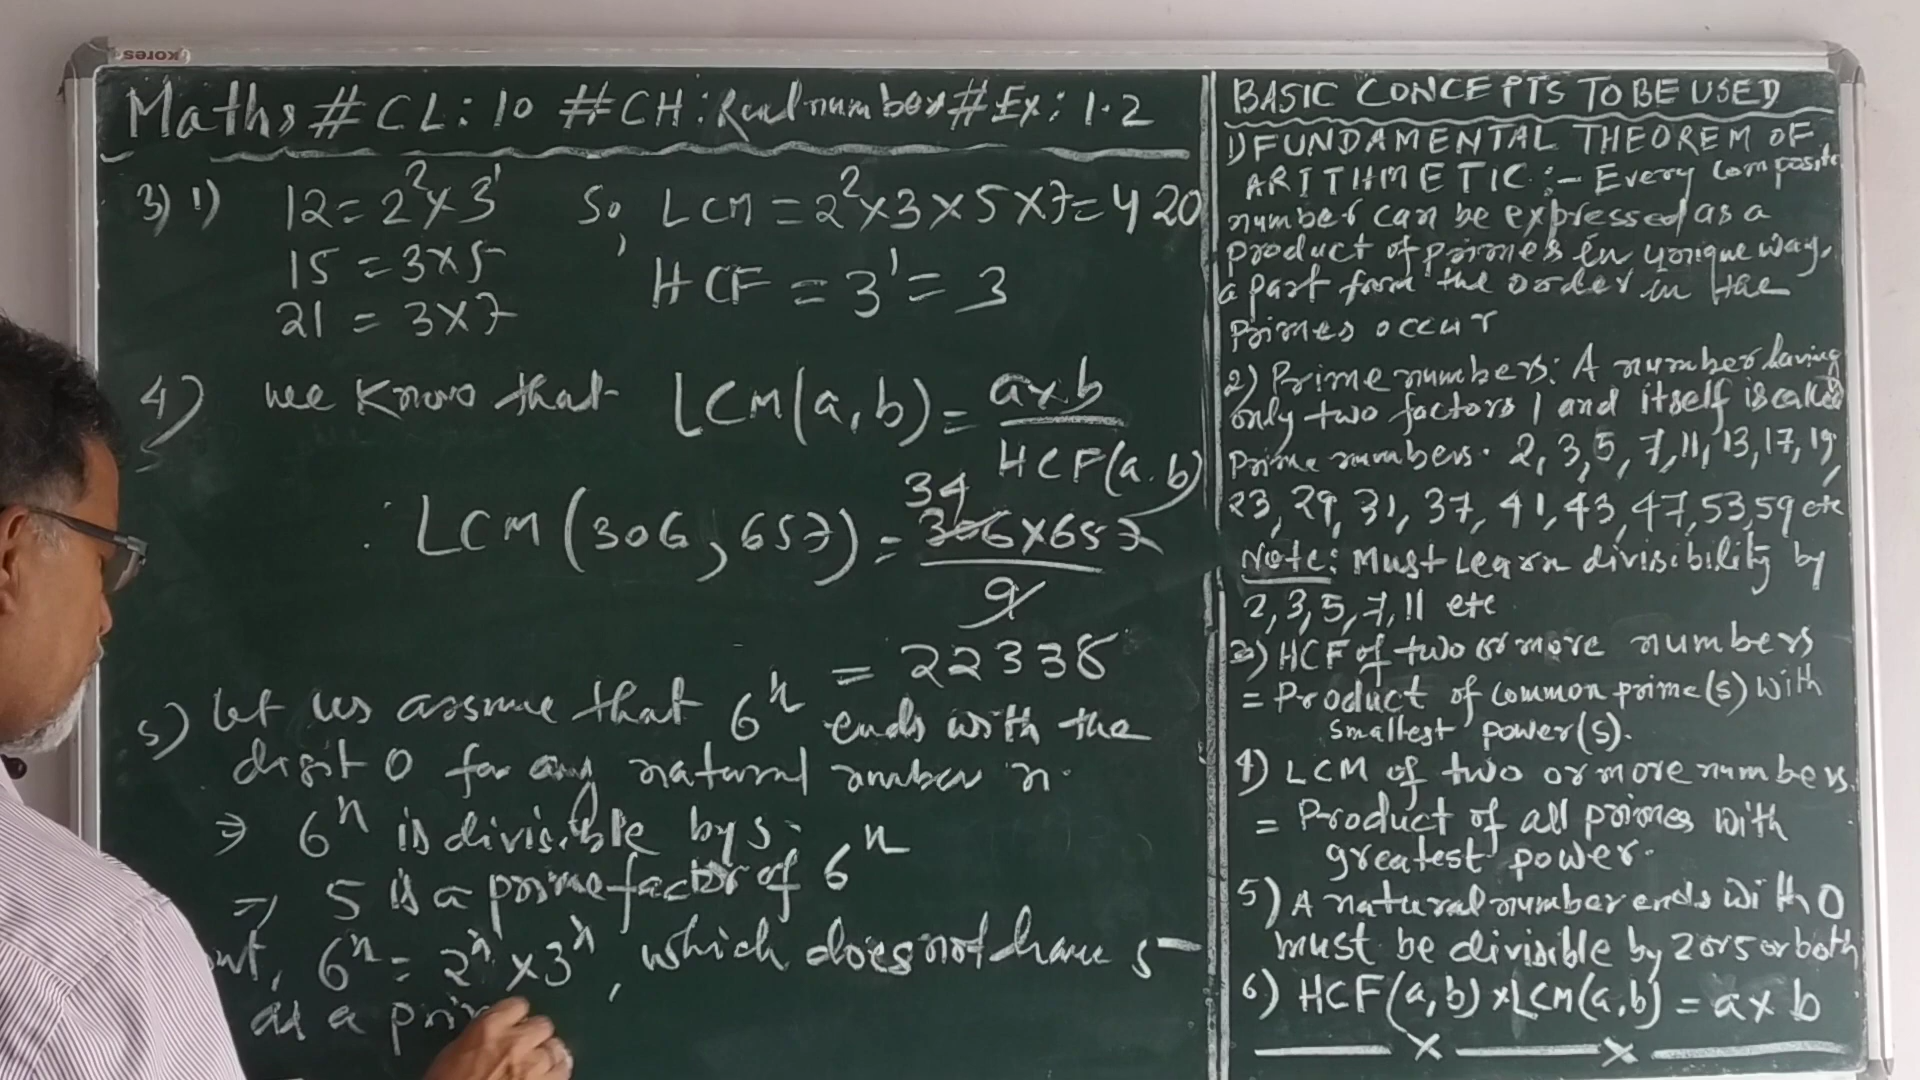 kores
Maths # CL: 10 # CH: Real number # Ex: 1.2
3) 1) 12 = 2² x 3¹ So, LCM = 2² x 3 x 5 x 7 = 420
15 = 3x5 HCF = 3¹ = 3
21 = 3x7
4) we know that LCM(a,b) = axb
HCF(a.b)
34
∴ LCM (306, 657) = 306x657
9
= 22338
5) Let us assume that 6ⁿ ends with the
digit 0 for any natural number n.
⇒ 6ⁿ is divisible by 5.
⇒ 5 is a prime factor of 6ⁿ
but, 6ⁿ = 2ⁿ x 3ⁿ, which does not have 5
as a prim
BASIC CONCEPTS TO BE USED
1) FUNDAMENTAL THEOREM OF
ARITHMETIC :- Every composite
number can be expressed as a
product of primes in unique way,
a part from the order in the
primes occur
2) Prime numbers: A number having
only two factors 1 and itself is called
prime numbers. 2, 3, 5, 7, 11, 13, 17, 19,
23, 29, 31, 37, 41, 43, 47, 53, 59 etc
Note: Must Learn divisibility by
2, 3, 5, 7, 11 etc
3) HCF of two or more numbers
= Product of common prime(s) with
smallest power(s).
4) LCM of two or more numbers.
= Product of all primes with
greatest power.
5) A natural number ends with 0
must be divisible by 2 or 5 or both
6) HCF(a,b) x LCM(a,b) = a x b